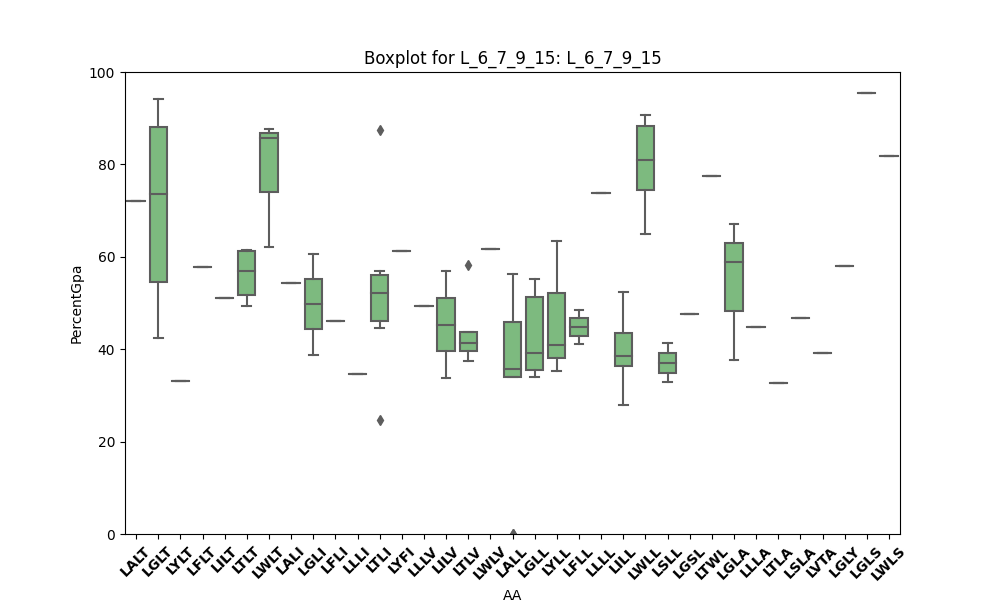 Boxplot for L_6_7_9_15: L_6_7_9_15
PercentGpa
100
80
60
40
20
0
LALT LGLT LYLT LFLT LILT LTLT LWLT LALI LGLI LFLI LLLI LTLI LYFI LLLV LILV LTLV LWLV LALL LGLL LYLL LFLL LLLL LILL LWLL LSLL LGSL LTWL LGLA LLLA LTLA LSLA LVTA LGLY LGLS LWLS
AA